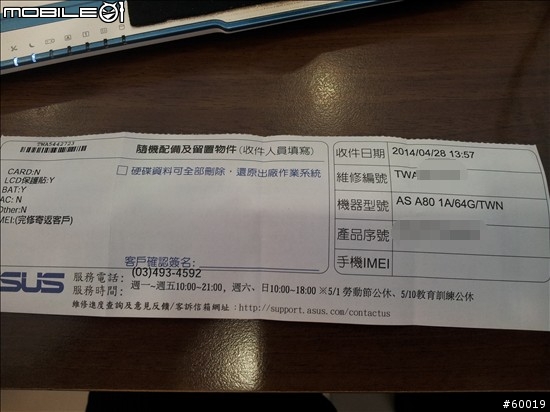 MOBILE01
TWA5442723
CARD:N
LCD保護貼:Y
BAT:Y
AC: N
Other:N
IMEI:(完修寄返客戶)
隨機配備及留置物件(收件人員填寫)
硬碟資料可全部刪除，還原出廠作業系統
客戶確認簽名:
收件日期 2014/04/28 13:57
維修編號 TWA
機器型號 AS A80 1A/64G/TWN
產品序號
手機IMEI
ASUS
服務電話: (03)493-4592
服務時間: 週一~週五10:00~21:00, 週六、日10:00~18:00 ※5/1 勞動節公休、5/10教育訓練公休
維修進度查詢及意見反饋/客訴信箱網址:http://support.asus.com/contactus
#60019